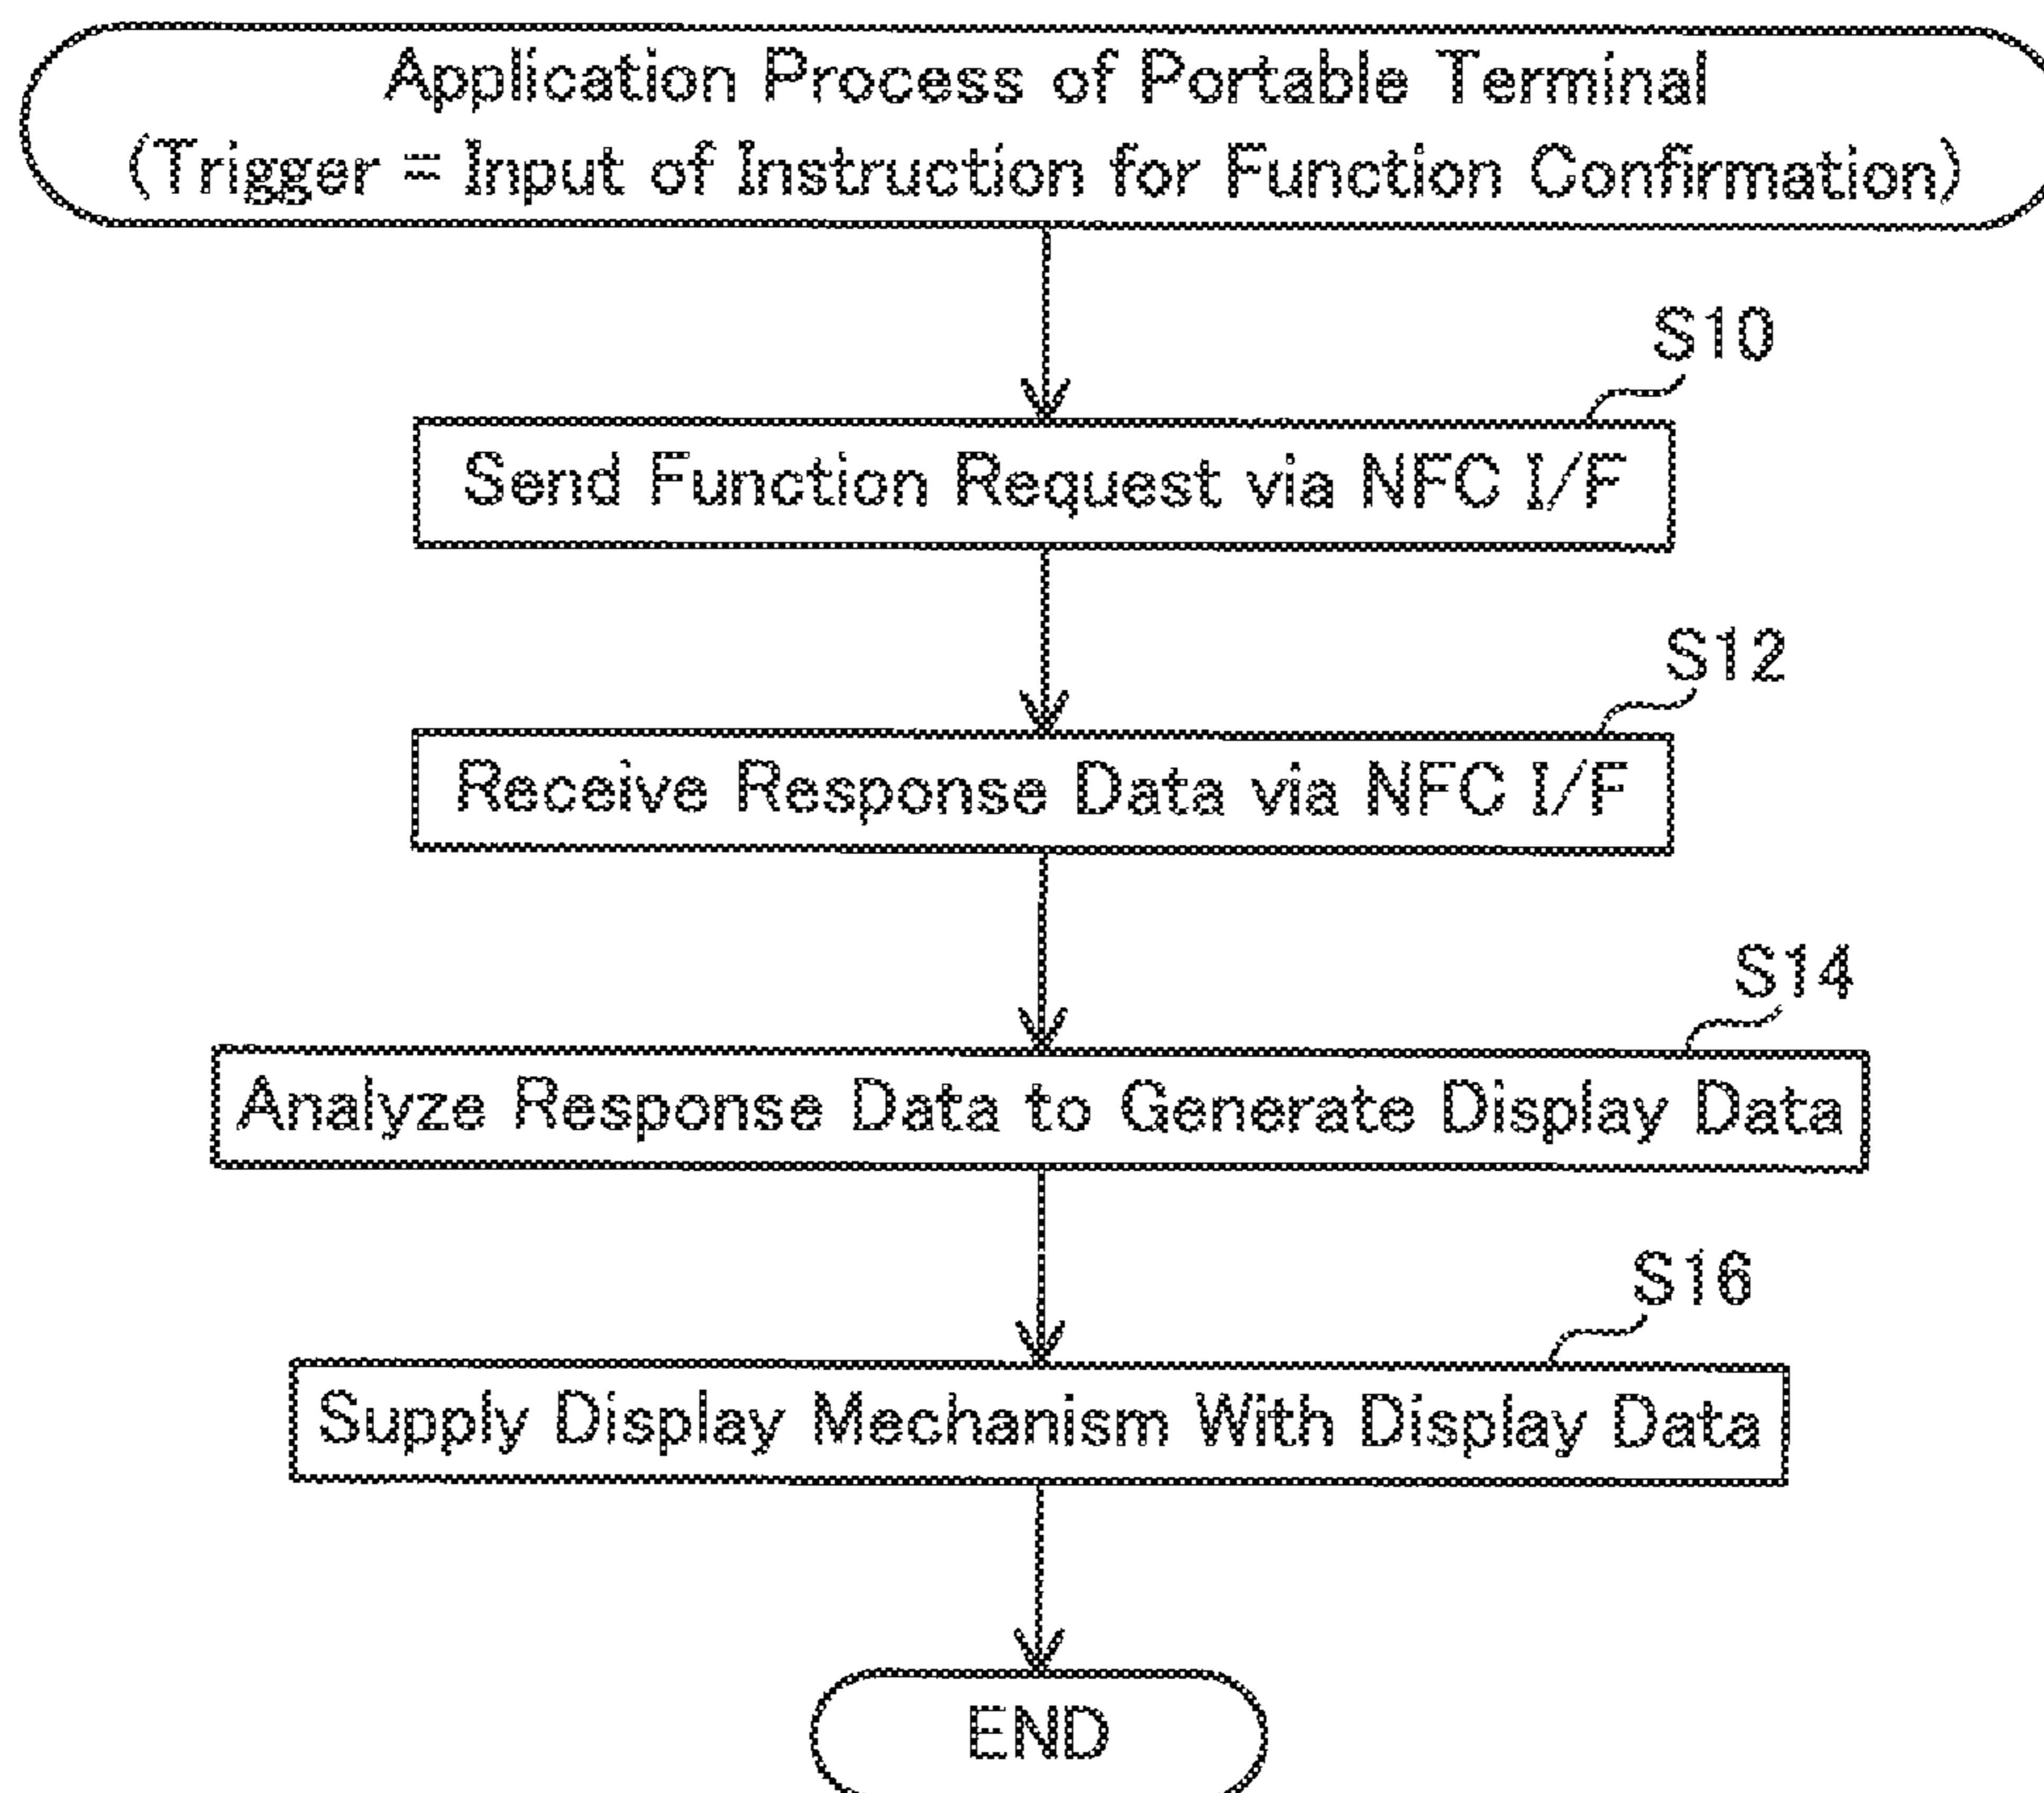 Application Process of Portable Terminal
(Trigger = Input of Instruction for Function Confirmation)
S10
Send Function Request via NFC I/F
S12
Receive Response Data via NFC I/F
S14
Analyze Response Data to Generate Display Data
S16
Supply Display Mechanism With Display Data
END